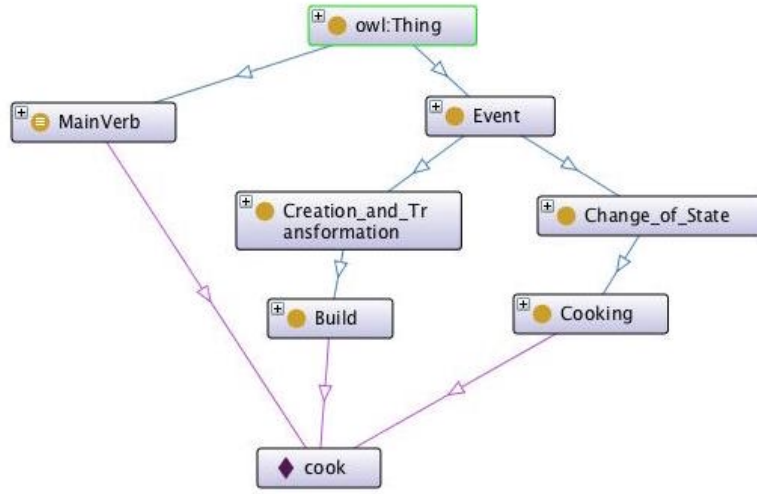 owl:Thing
MainVerb
Event
Creation_and_Tr
ansformation
Change_of_State
Build
Cooking
cook